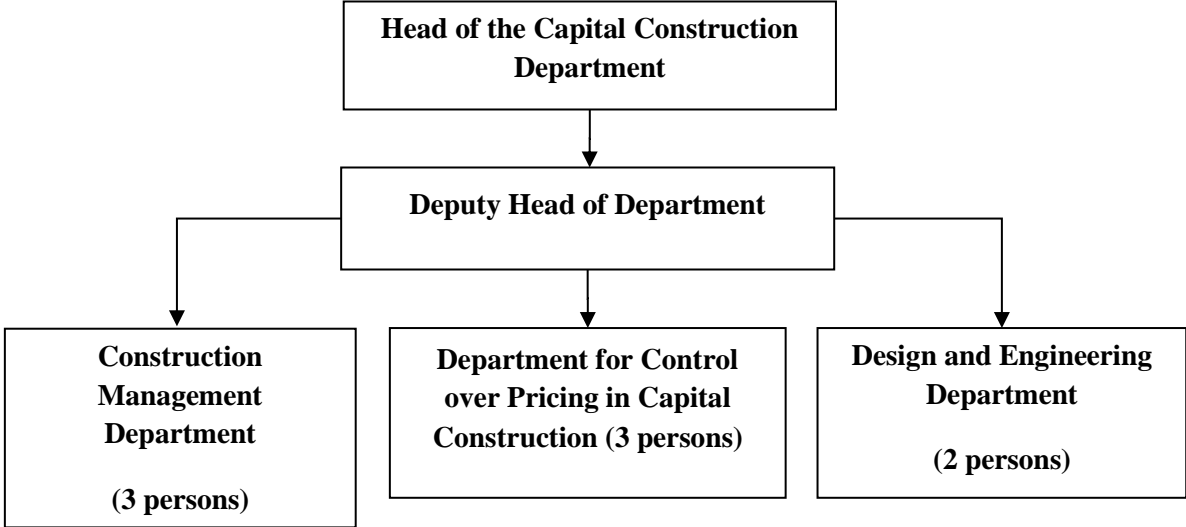 Head of the Capital Construction
Department
Deputy Head of Department
Construction
Management
Department
(3 persons)
Department for Control
over Pricing in Capital
Construction (3 persons)
Design and Engineering
Department
(2 persons)